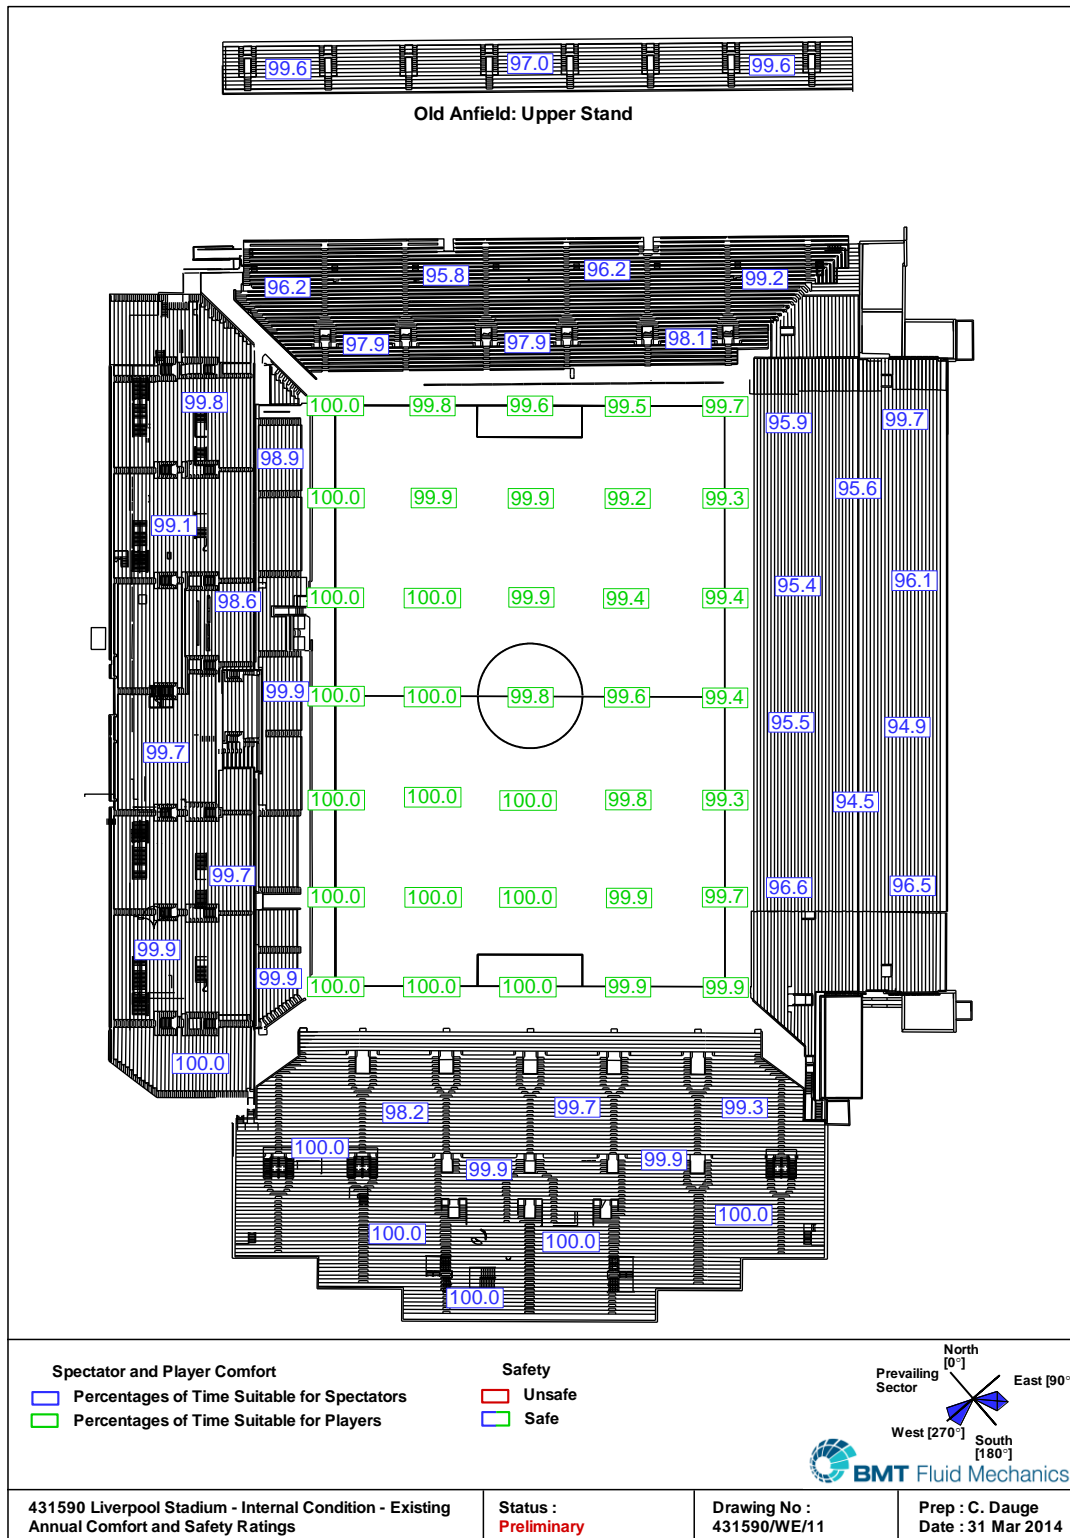 99.6 97.0 99.6
Old Anfield: Upper Stand
96.2 95.8 96.2 99.2
97.9 97.9 98.1
99.8 100.0 99.8 99.6 99.5 99.7 95.9 99.7
98.9 95.6
99.1 100.0 99.9 99.9 99.2 99.3
98.6 100.0 100.0 99.9 99.4 99.4 95.4 96.1
99.9 100.0 100.0 99.8 99.6 99.4 95.5 94.9
99.7
100.0 100.0 100.0 99.8 99.3 94.5
99.7 100.0 100.0 100.0 99.9 99.7 96.6 96.5
99.9
99.9 100.0 100.0 100.0 99.9 99.9
100.0
98.2 99.7 99.3
100.0 99.9 99.9
100.0 100.0 100.0
100.0
Spectator and Player Comfort
Percentages of Time Suitable for Spectators
Percentages of Time Suitable for Players
Safety
Unsafe
Safe
North
[0°]
Prevailing
Sector
East [90°
West [270°]
South
[180°]
BMT Fluid Mechanics
431590 Liverpool Stadium - Internal Condition - Existing
Annual Comfort and Safety Ratings
Status :
Preliminary
Drawing No :
431590/WE/11
Prep : C. Dauge
Date : 31 Mar 2014